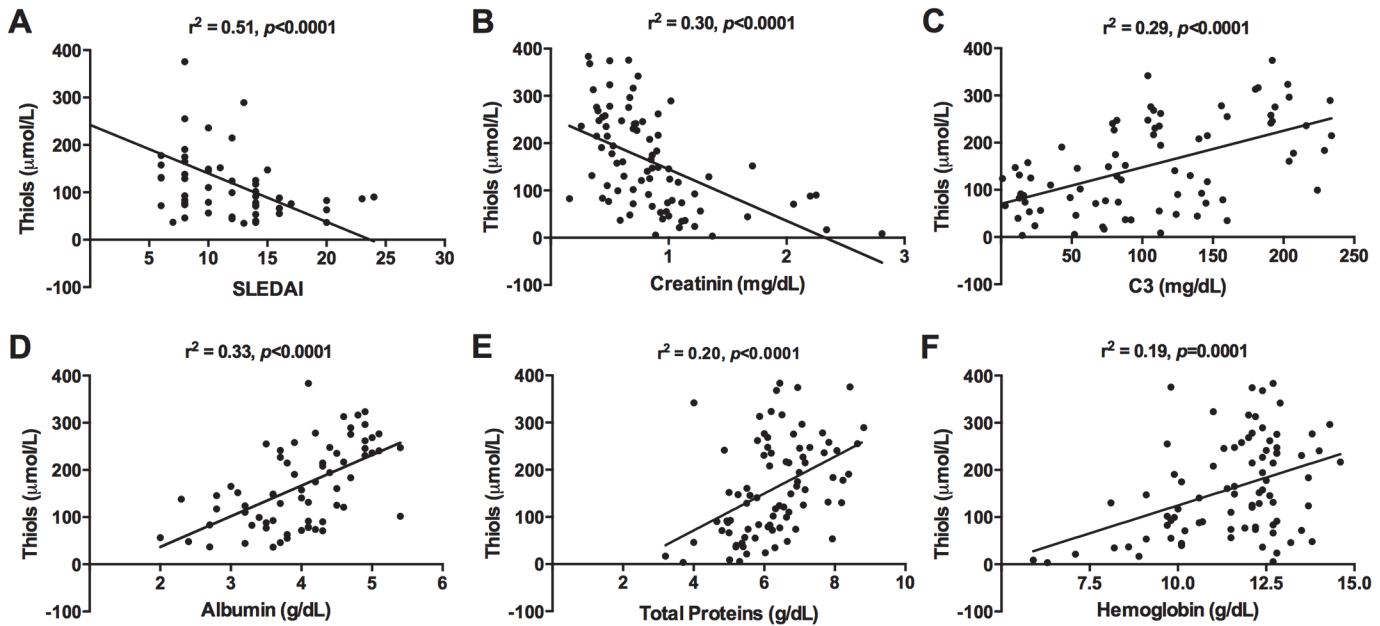 A
r² = 0.51, p<0.0001
Thiols (μmol/L)
400
300
200
100
0
-100
5
10
15
20
25
30
SLEDAI
B
r² = 0.30, p<0.0001
Thiols (μmol/L)
400
300
200
100
0
-100
1
2
3
Creatinin (mg/dL)
C
r² = 0.29, p<0.0001
Thiols (μmol/L)
400
300
200
100
0
-100
50
100
150
200
250
C3 (mg/dL)
D
r² = 0.33, p<0.0001
Thiols (μmol/L)
400
300
200
100
0
-100
2
3
4
5
6
Albumin (g/dL)
E
r² = 0.20, p<0.0001
Thiols (μmol/L)
400
300
200
100
0
-100
2
4
6
8
10
Total Proteins (g/dL)
F
r² = 0.19, p=0.0001
Thiols (μmol/L)
400
300
200
100
0
-100
7.5
10.0
12.5
15.0
Hemoglobin (g/dL)